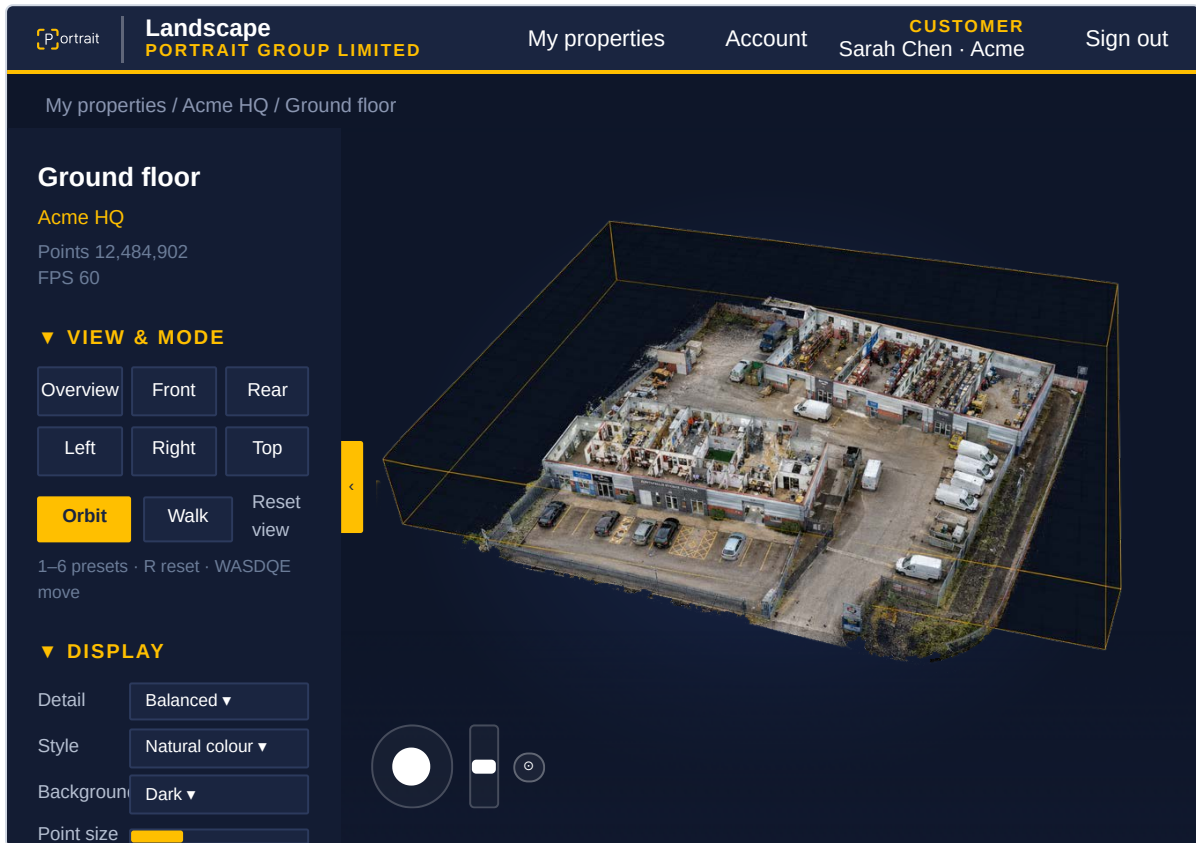 Portrait
Landscape
PORTRAIT GROUP LIMITED
My properties
Account
CUSTOMER
Sarah Chen · Acme
Sign out
My properties / Acme HQ / Ground floor
Ground floor
Acme HQ
Points 12,484,902
FPS 60
▼ VIEW & MODE
Overview
Front
Rear
Left
Right
Top
Orbit
Walk
Reset
view
1–6 presets · R reset · WASDQE
move
▼ DISPLAY
Detail
Balanced ▾
Style
Natural colour ▾
Background
Dark ▾
Point size
‹